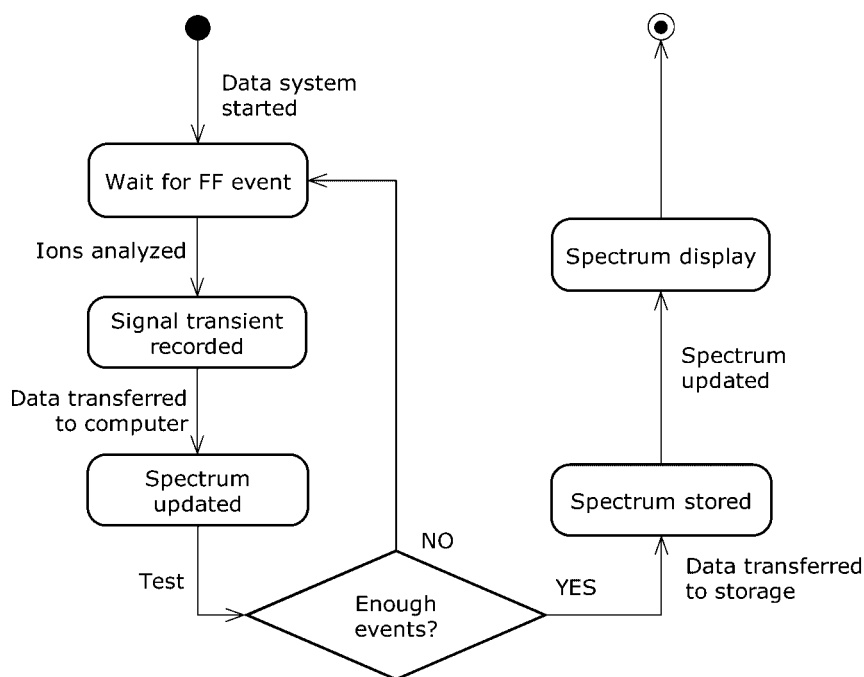 Data system
started
Wait for FF event
Ions analyzed
Signal transient
recorded
Data transferred
to computer
Spectrum
updated
Test
Enough
events?
NO
YES
Data transferred
to storage
Spectrum stored
Spectrum
updated
Spectrum display